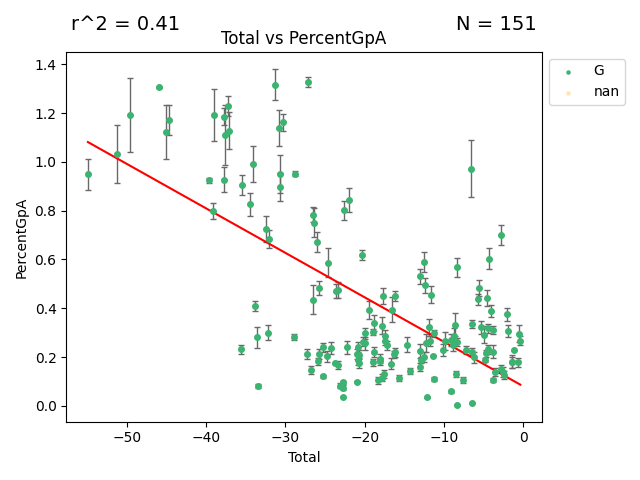 r^2 = 0.41 N = 151
Total vs PercentGpA
G
nan
1.4
1.2
1.0
0.8
0.6
0.4
0.2
0.0
PercentGpA
−50 −40 −30 −20 −10 0
Total